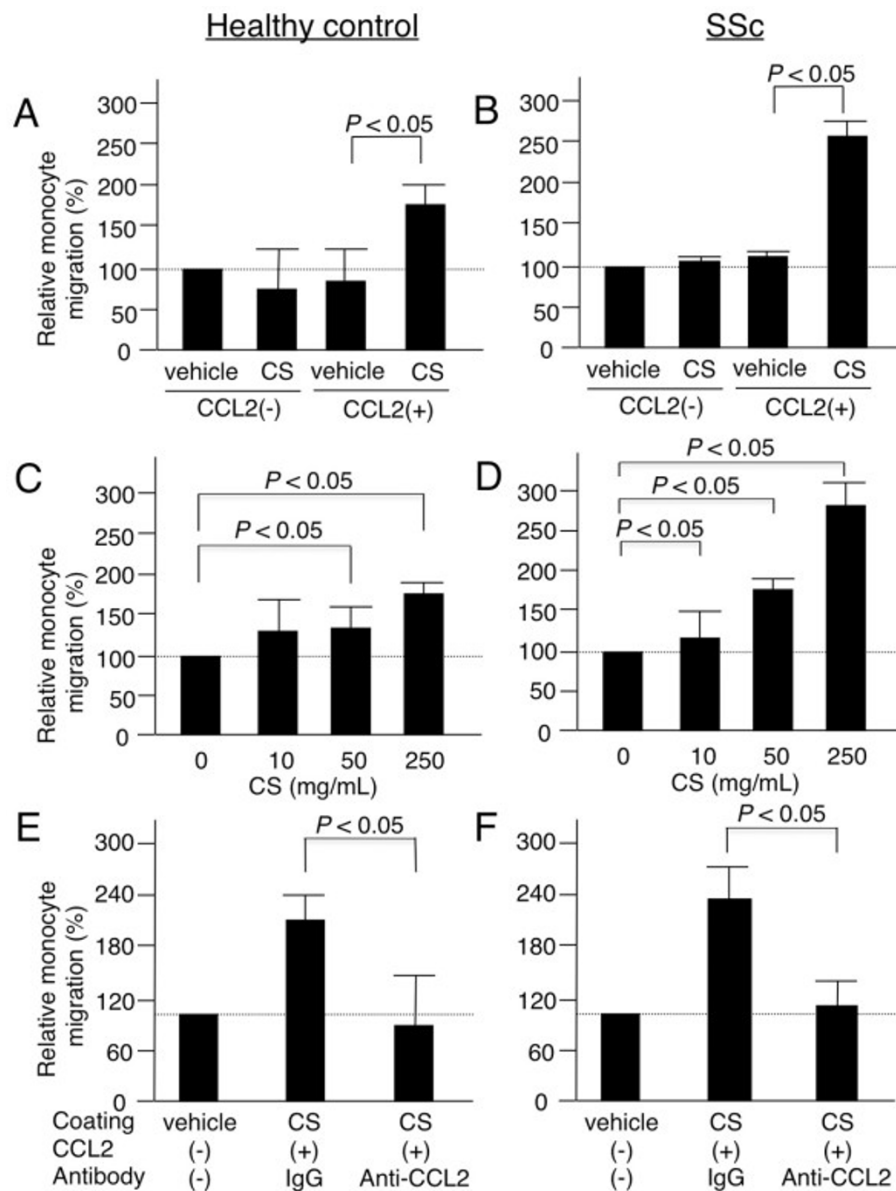 Healthy control
SSc
A
Relative monocyte
migration (%)
300
250
200
150
100
50
0
P < 0.05
vehicle CS vehicle CS
CCL2(-) CCL2(+)
B
300
250
200
150
100
50
0
P < 0.05
vehicle CS vehicle CS
CCL2(-) CCL2(+)
C
Relative monocyte
migration (%)
300
250
200
150
100
50
0
P < 0.05
P < 0.05
0 10 50 250
CS (mg/mL)
D
300
250
200
150
100
50
0
P < 0.05
P < 0.05
P < 0.05
0 10 50 250
CS (mg/mL)
E
Relative monocyte
migration (%)
300
240
180
120
60
0
P < 0.05
Coating vehicle CS CS
CCL2 (-) (+) (+)
Antibody (-) IgG Anti-CCL2
F
300
240
180
120
60
0
P < 0.05
vehicle CS CS
(-) (+) (+)
(-) IgG Anti-CCL2